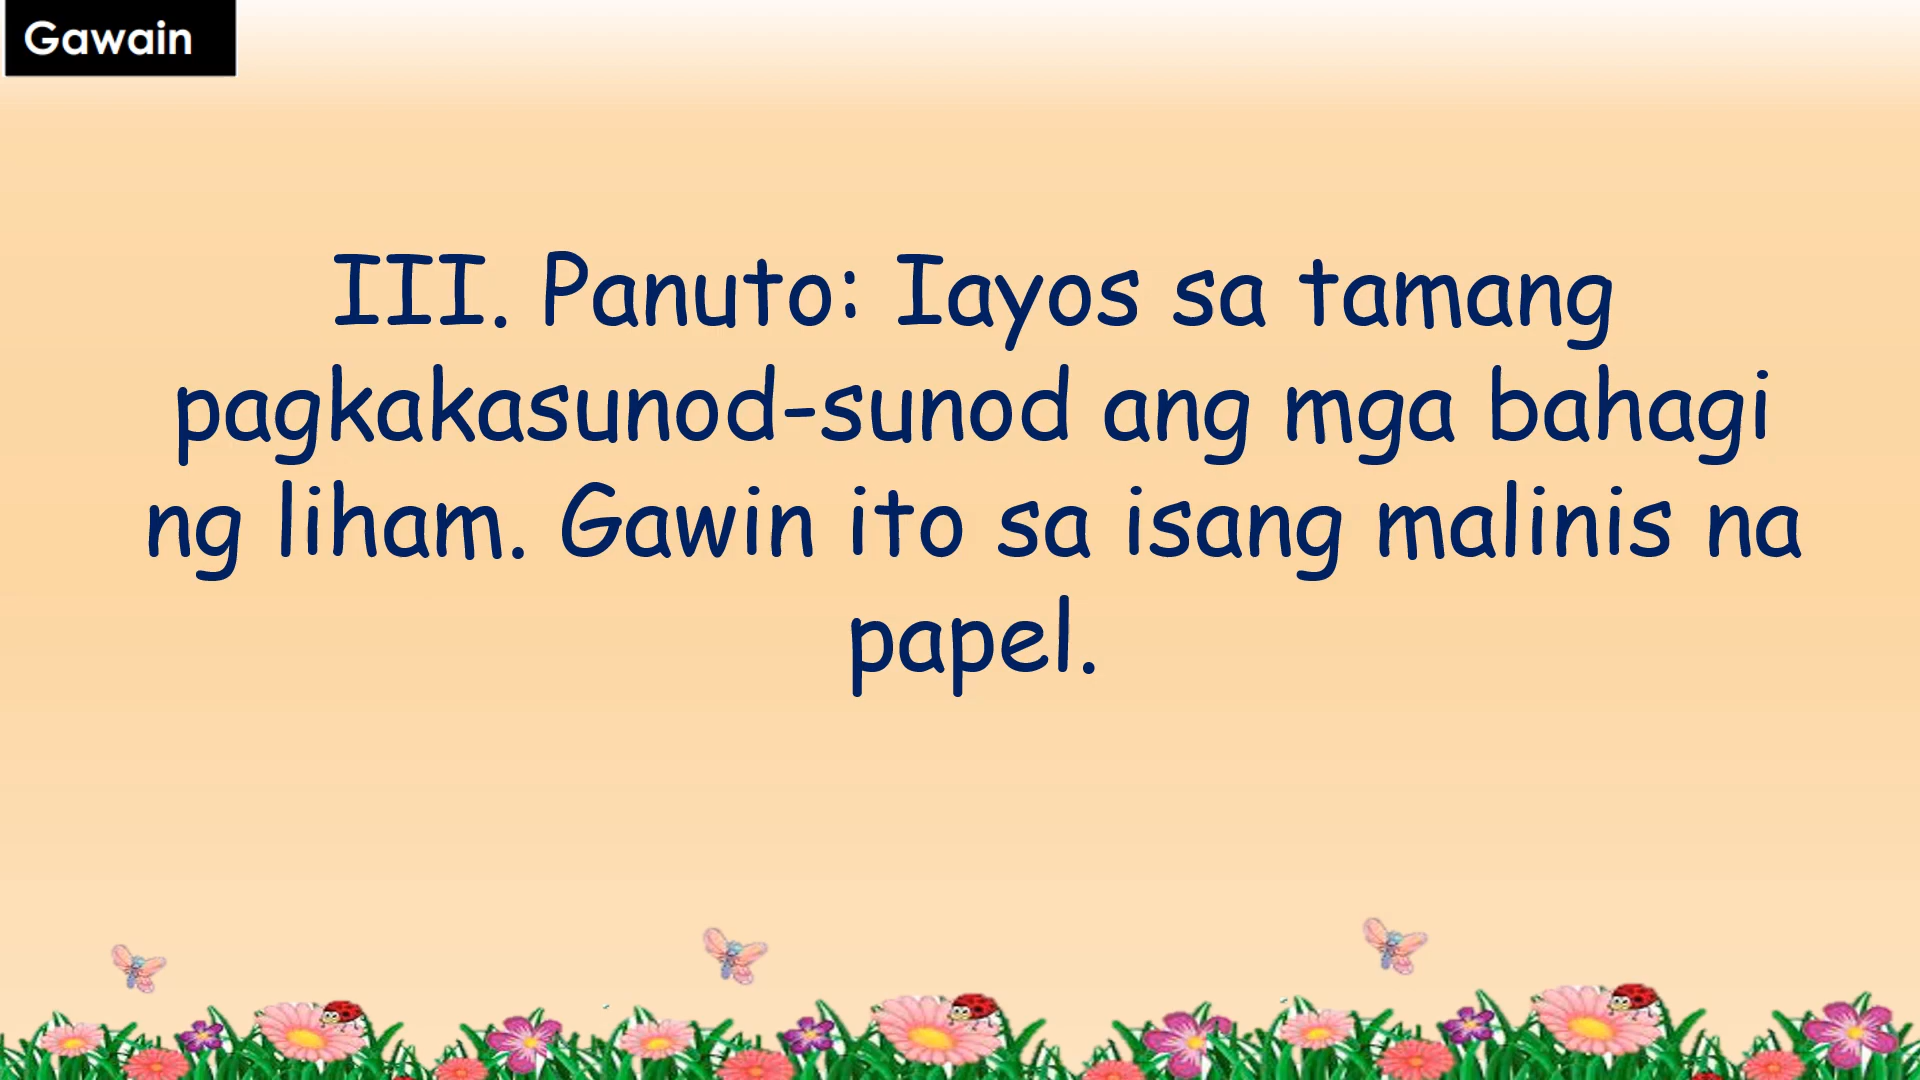 Gawain
III. Panuto: Iayos sa tamang
pagkakasunod-sunod ang mga bahagi
ng liham. Gawin ito sa isang malinis na
papel.